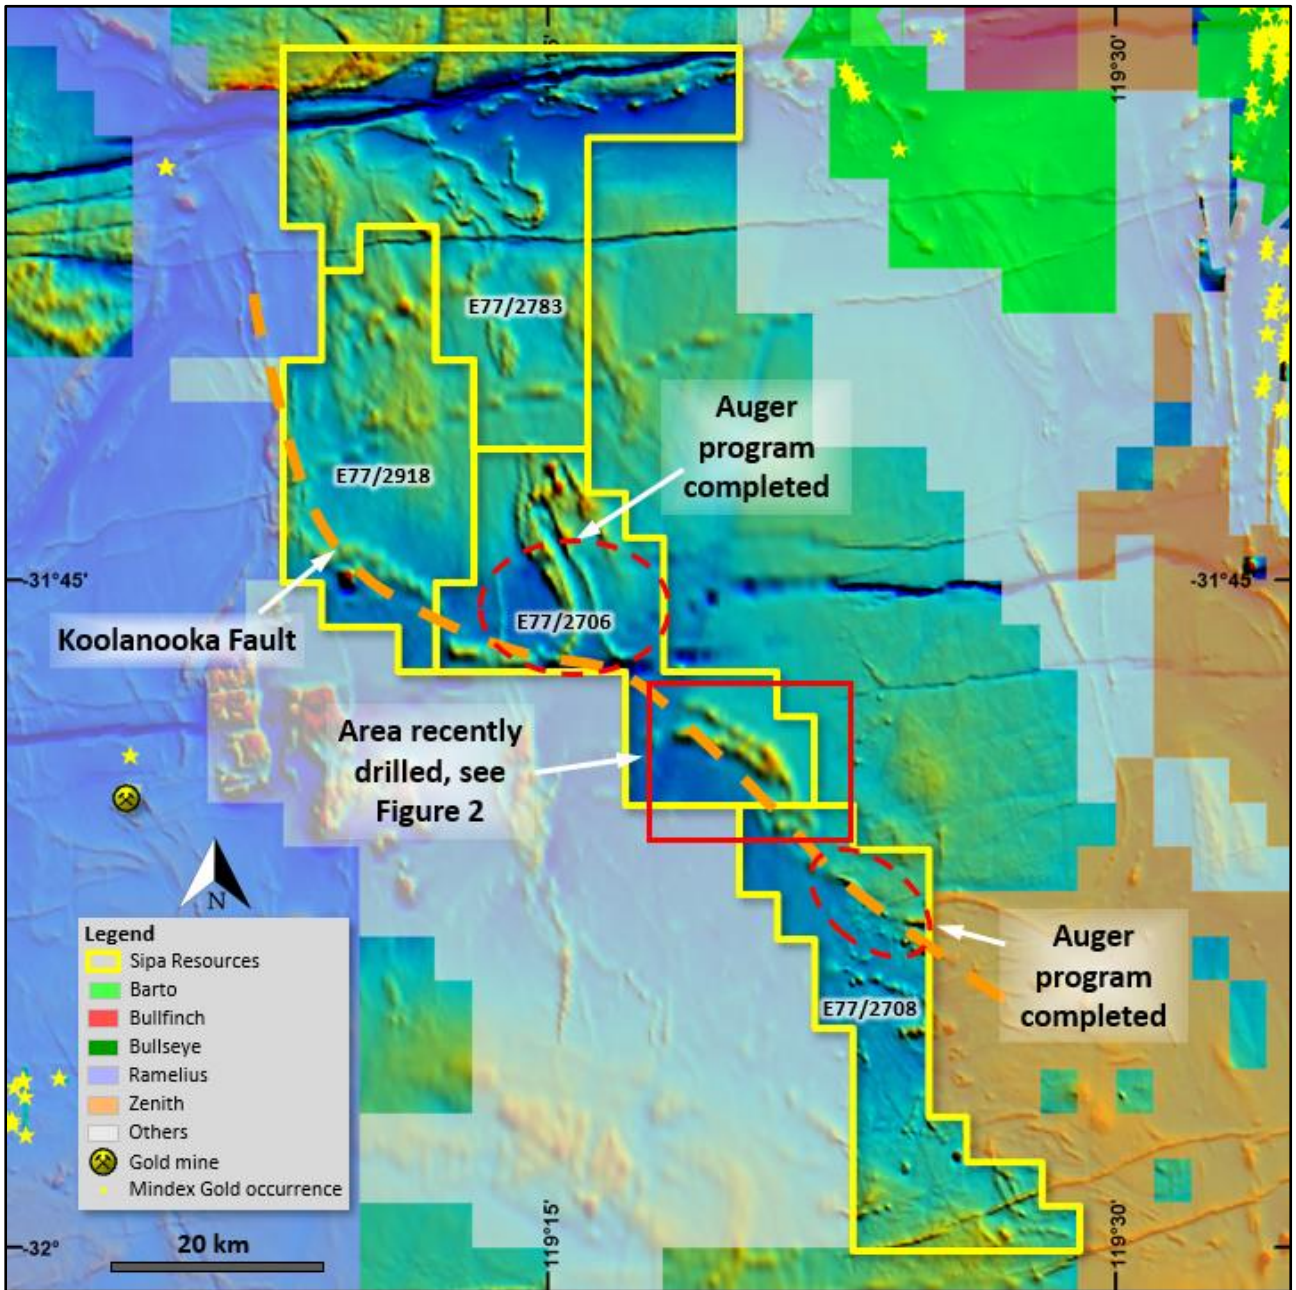 119°30'
E77/2783
Auger
program
completed
E77/2918
-31°45'
-31°45'
E77/2706
Koolanooka Fault
Area recently
drilled, see
Figure 2
N
Legend
Sipa Resources
Barto
Bullfinch
Bullseye
Ramelius
Zenith
Others
Gold mine
Mindex Gold occurrence
Auger
program
completed
E77/2708
-32°
20 km
119°15'
119°30'